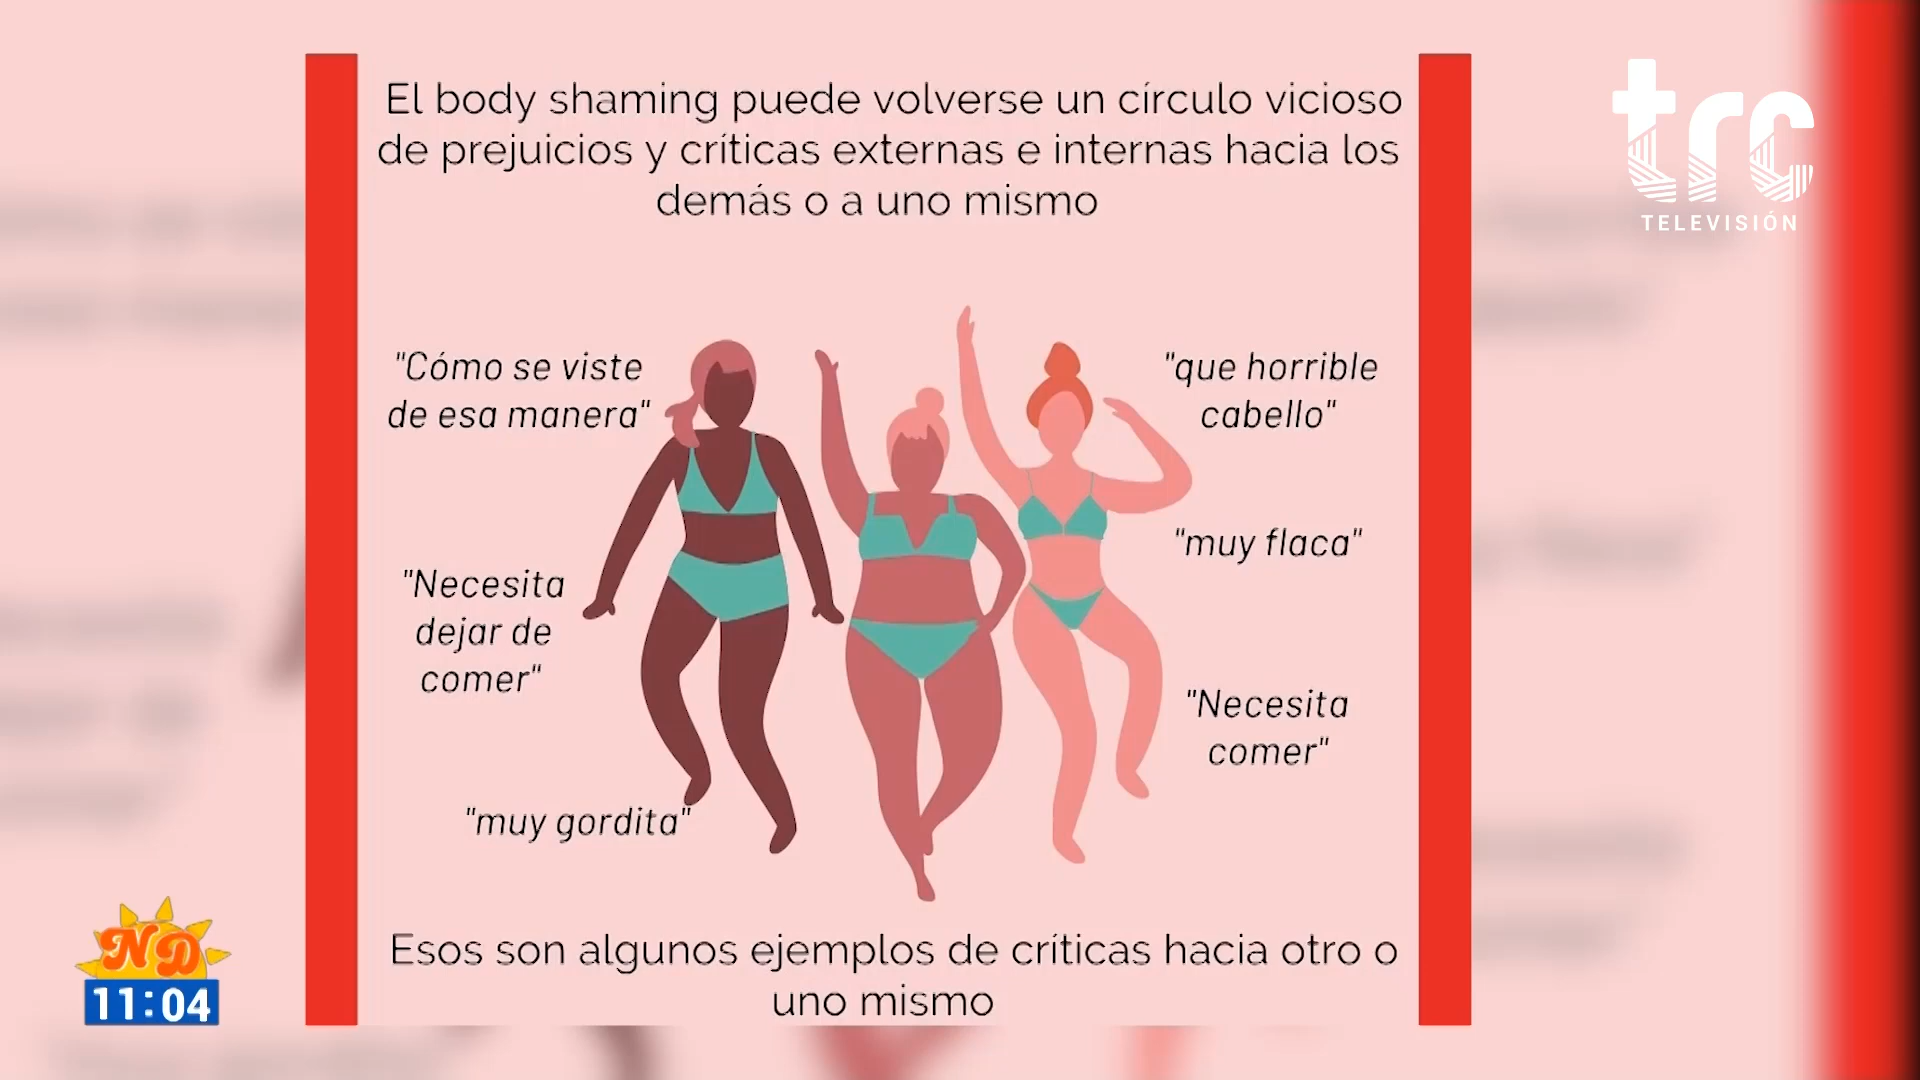 El body shaming puede volverse un círculo vicioso
de prejuicios y críticas externas e internas hacia los
demás o a uno mismo
trc
TELEVISIÓN
"Cómo se viste
de esa manera"
"que horrible
cabello"
"muy flaca"
"Necesita
dejar de
comer"
"Necesita
comer"
"muy gordita"
Esos son algunos ejemplos de críticas hacia otro o
uno mismo
ND
11:04